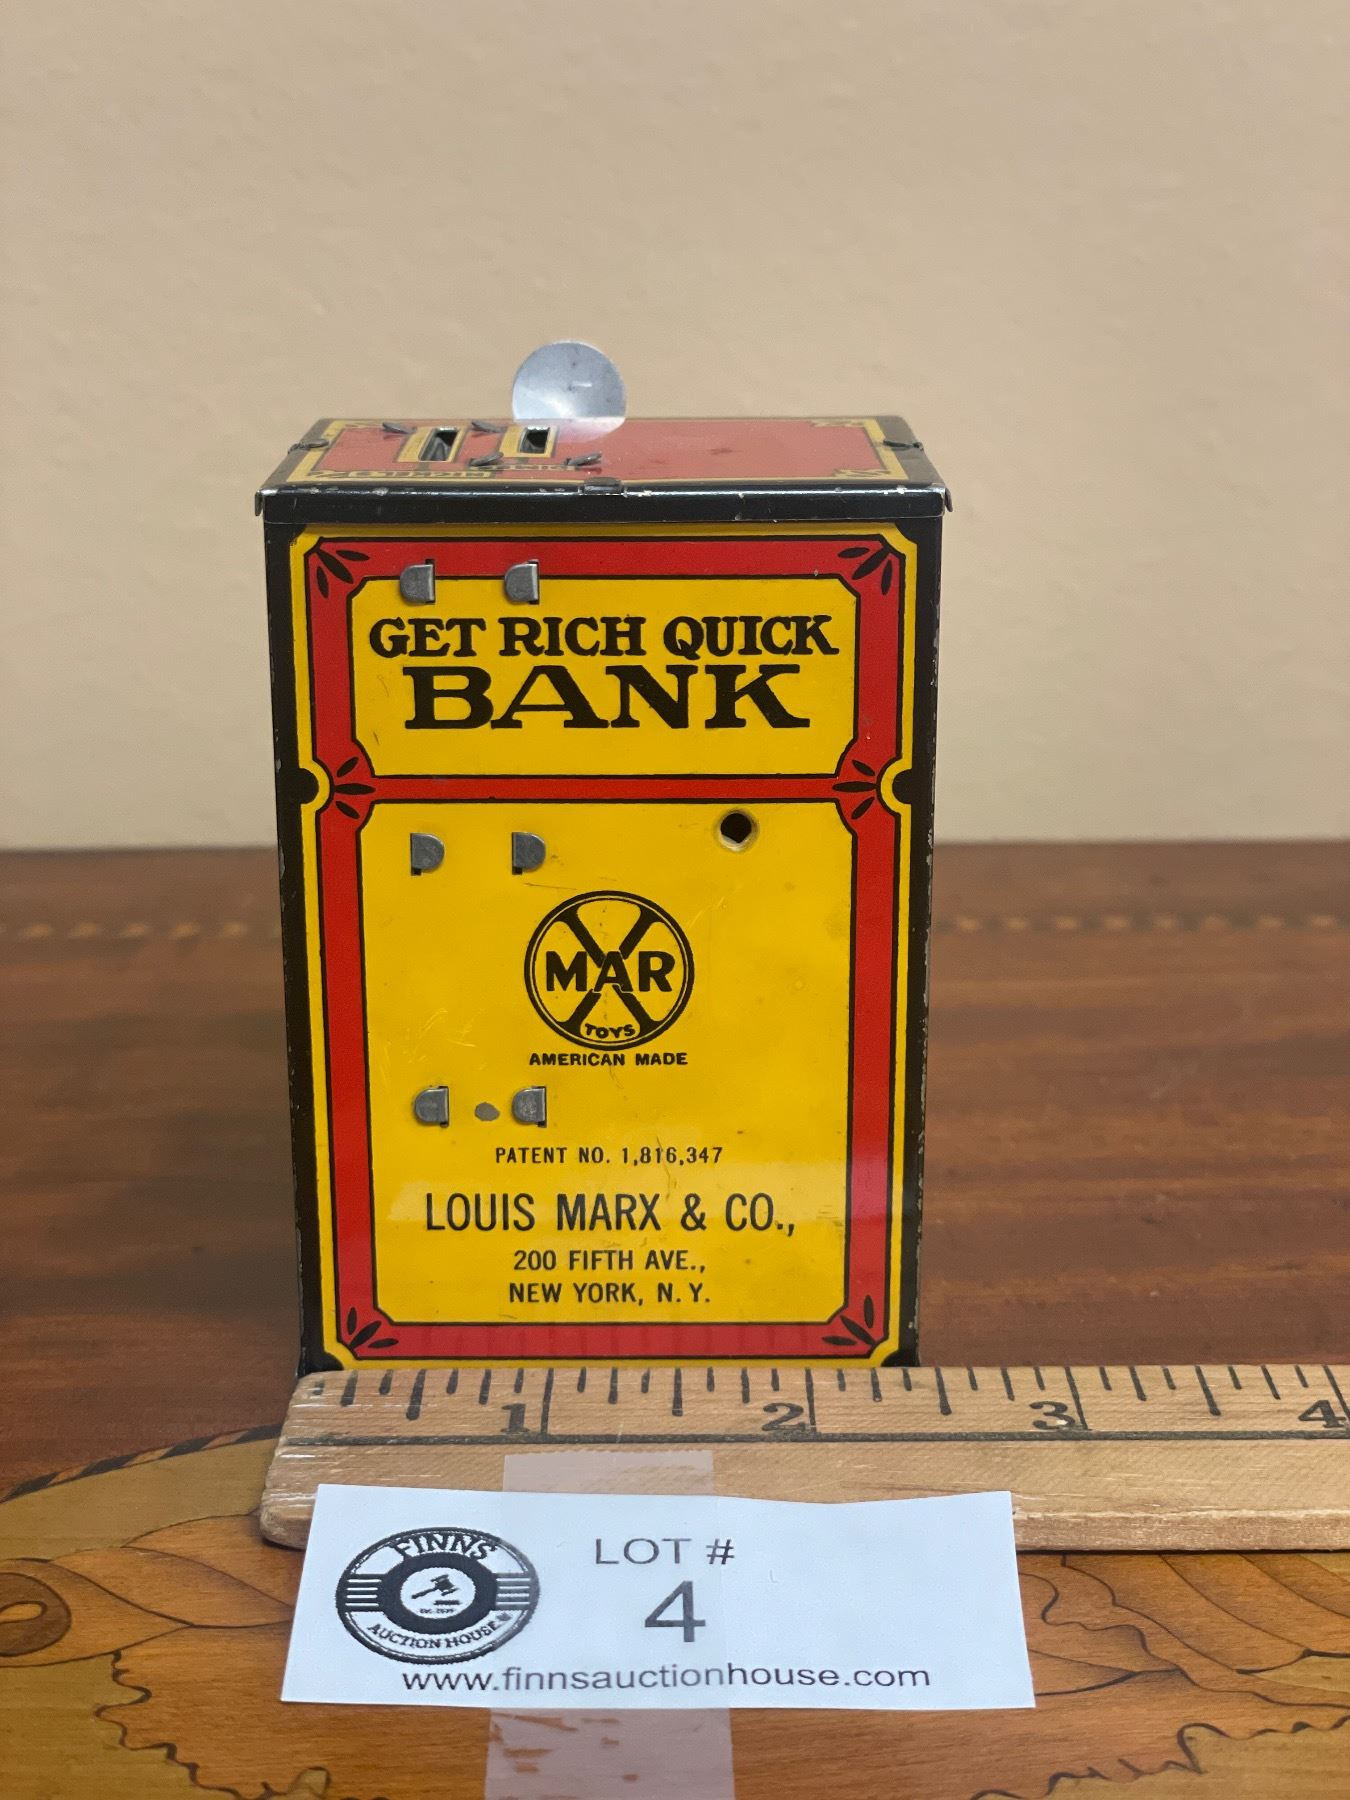 GET RICH QUICK
BANK
MAR
X
TOYS
AMERICAN MADE
PATENT NO. 1,816,347
LOUIS MARX & CO.,
200 FIFTH AVE.,
NEW YORK, N.Y.
1 2 3 4
FINNS
AUCTION HOUSE
LOT #
4
www.finnsauctionhouse.com